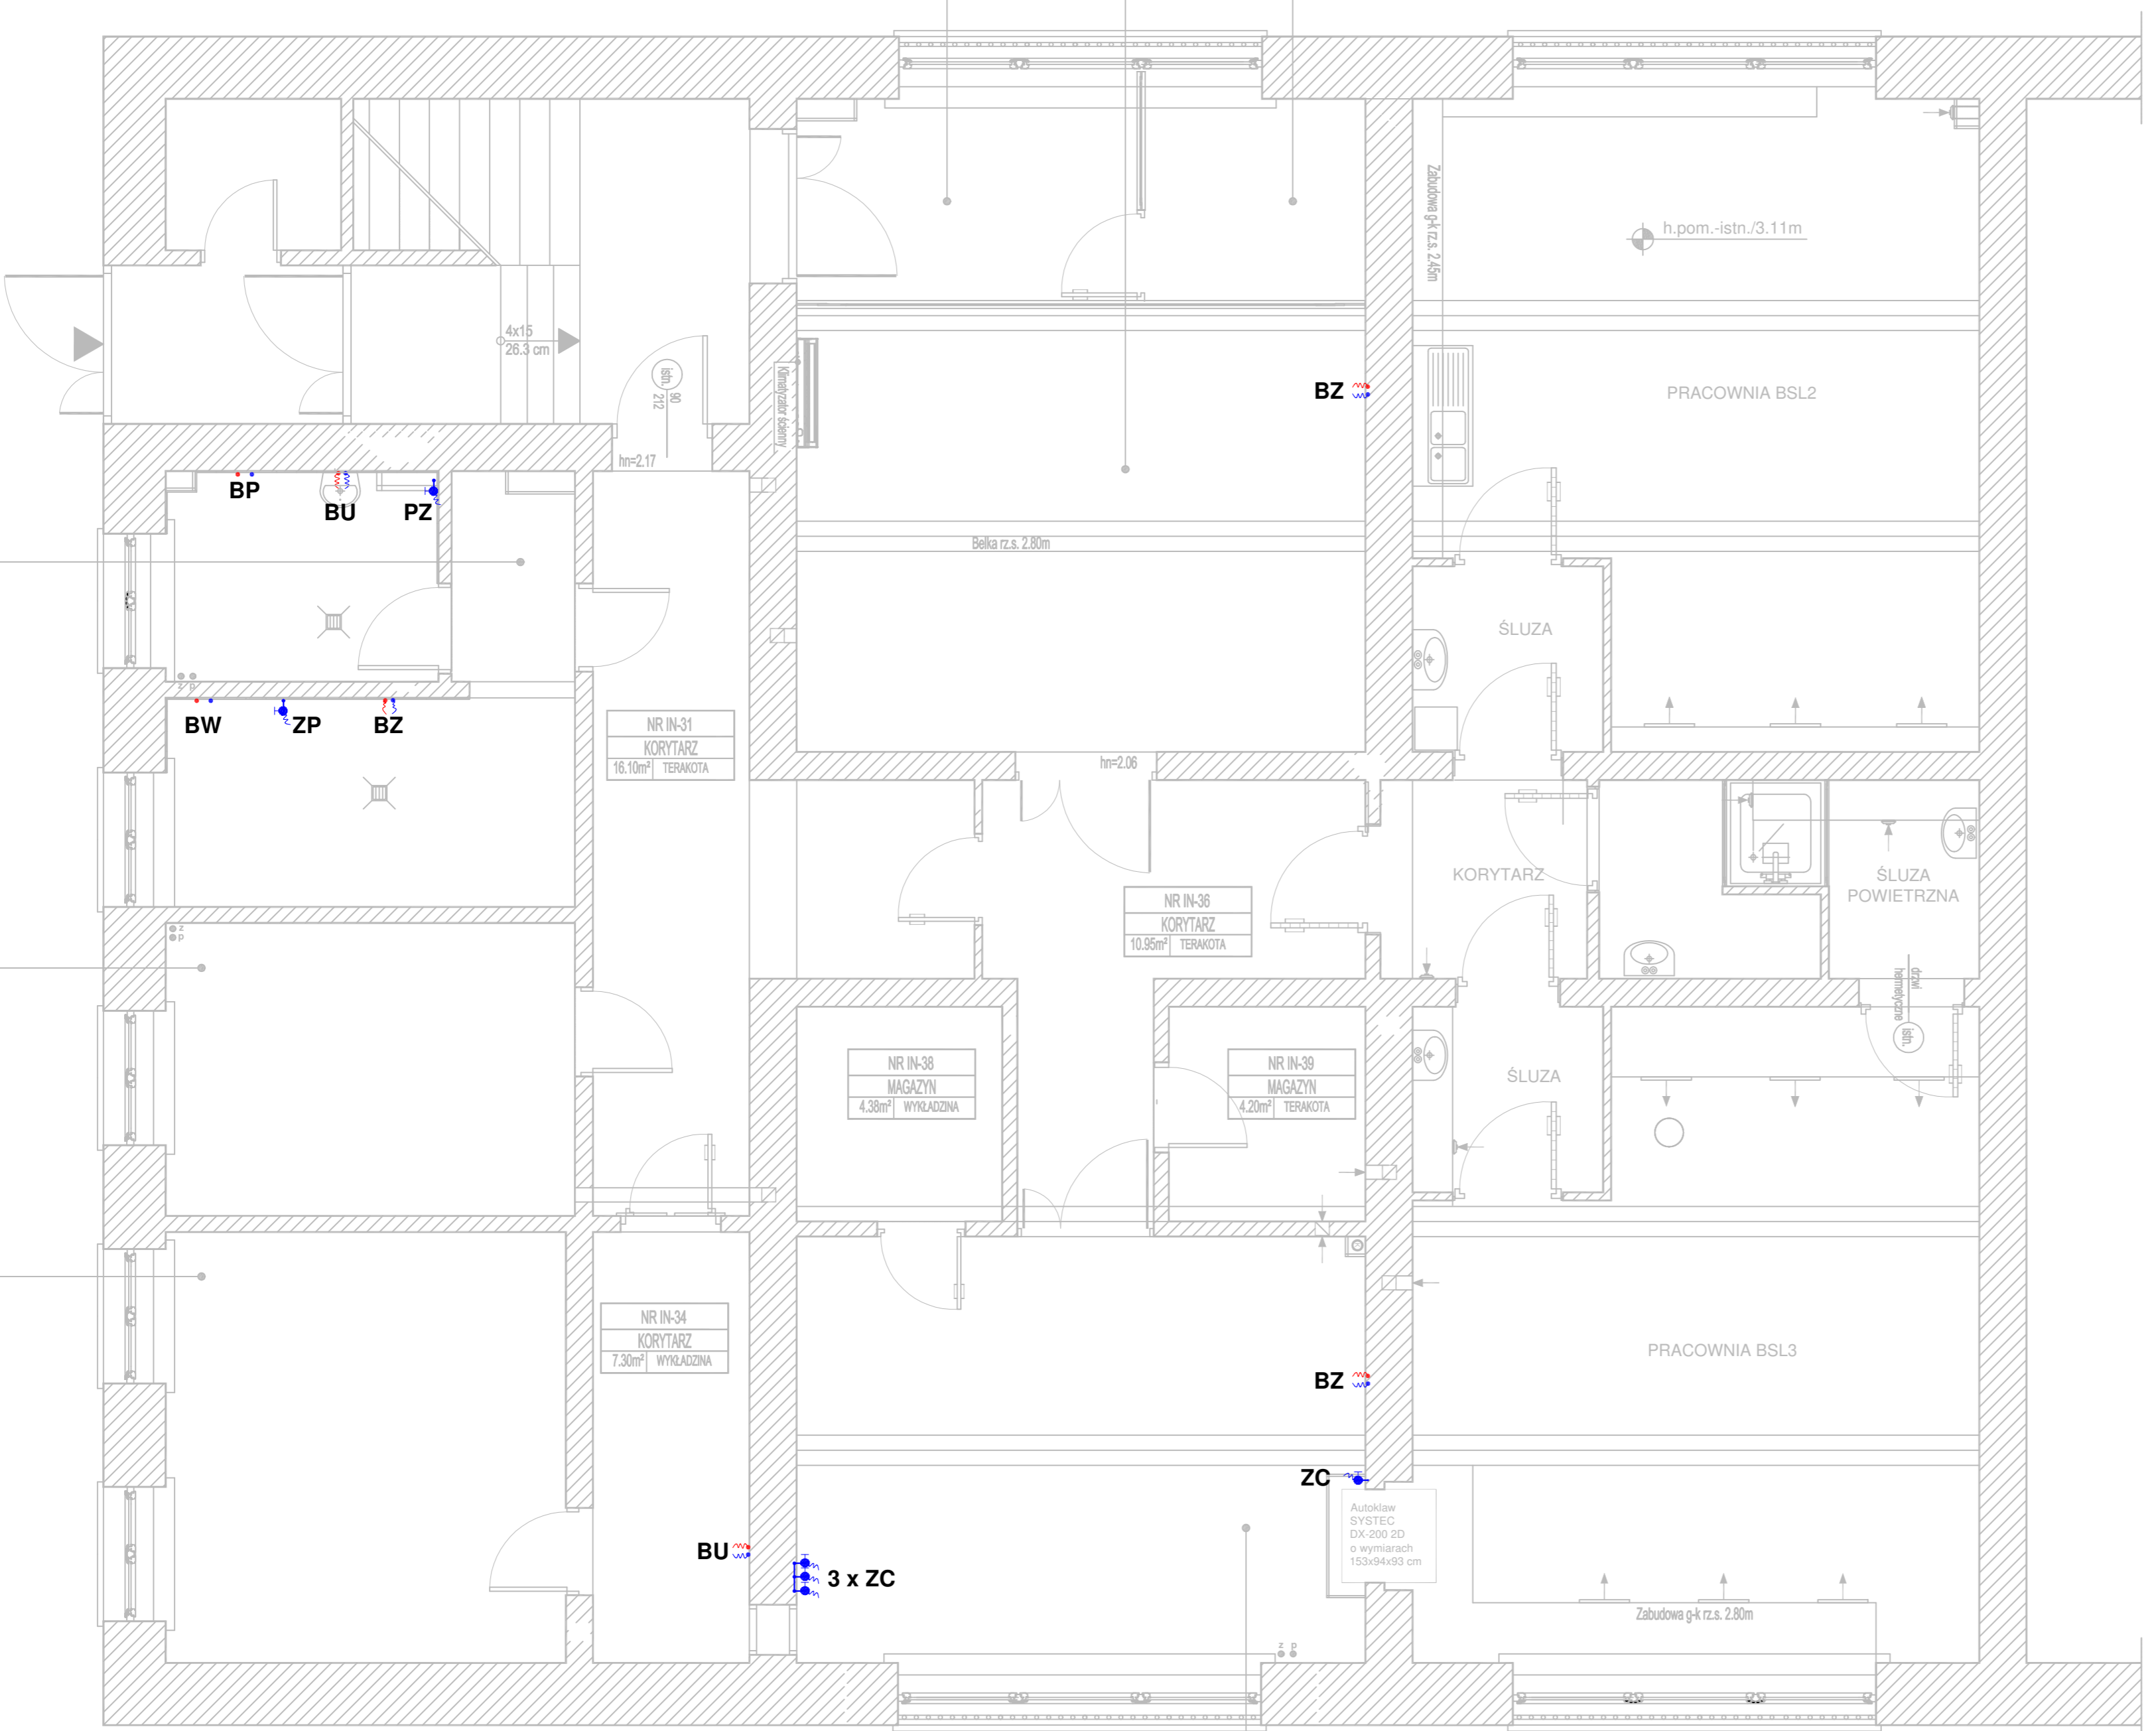 Zabudowa g-k rz.s. 2.45m
h.pom.-istn./3.11m
4x15
26.3 cm
istn.
90
212
Klimatyzator ścienny
BZ
PRACOWNIA BSL2
hn=2.17
BP
BU
PZ
Belka rz.s. 2.80m
ŚLUZA
z p
BW
ZP
BZ
NR IN-31
KORYTARZ
16.10m² TERAKOTA
hn=2.06
KORYTARZ
ŚLUZA
POWIETRZNA
NR IN-36
KORYTARZ
10.95m² TERAKOTA
z
p
drzwi
hermetyczne
istn.
NR IN-38
MAGAZYN
4.38m² WYKŁADZINA
NR IN-39
MAGAZYN
4.20m² TERAKOTA
ŚLUZA
NR IN-34
KORYTARZ
7.30m² WYKŁADZINA
PRACOWNIA BSL3
BZ
ZC
Autoklaw
SYSTEC
DX-200 2D
o wymiarach
153x94x93 cm
BU
3 x ZC
Zabudowa g-k rz.s. 2.80m
z p